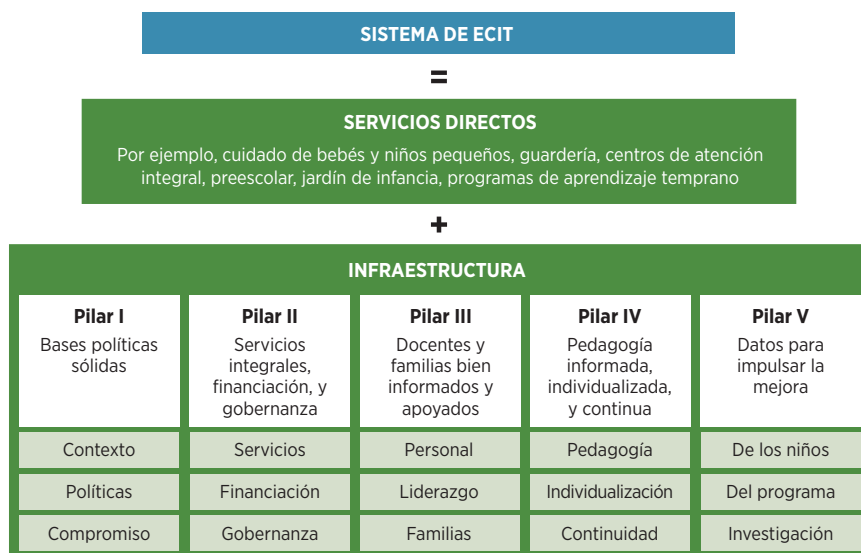 SISTEMA DE ECIT
=
SERVICIOS DIRECTOS
Por ejemplo, cuidado de bebés y niños pequeños, guardería, centros de atención
integral, preescolar, jardín de infancia, programas de aprendizaje temprano
+
INFRAESTRUCTURA
Pilar I
Bases políticas
sólidas
Contexto
Políticas
Compromiso
Pilar II
Servicios
integrales,
financiación, y
gobernanza
Servicios
Financiación
Gobernanza
Pilar III
Docentes y
familias bien
informados y
apoyados
Personal
Liderazgo
Familias
Pilar IV
Pedagogía
informada,
individualizada,
y continua
Pedagogía
Individualización
Continuidad
Pilar V
Datos para
impulsar la
mejora
De los niños
Del programa
Investigación